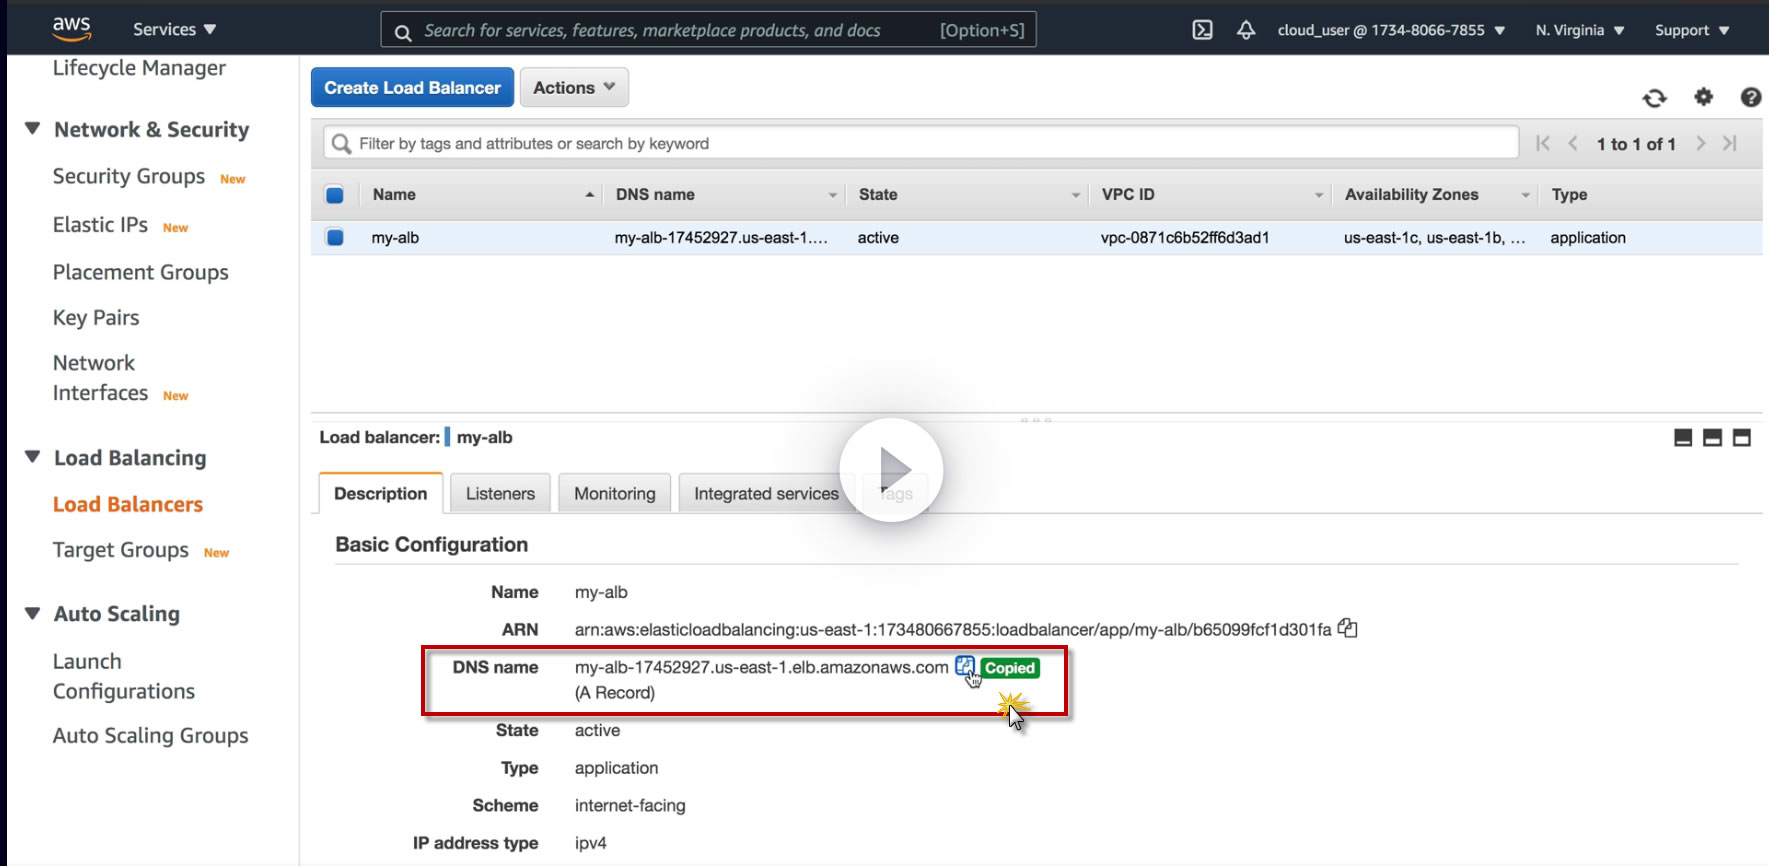 aws Services Search for services, features, marketplace products, and docs [Option+S] cloud_user @ 1734-8066-7855 N. Virginia Support
Lifecycle Manager
Network & Security
Security Groups New
Elastic IPs New
Placement Groups
Key Pairs
Network
Interfaces New
Load Balancing
Load Balancers
Target Groups New
Auto Scaling
Launch
Configurations
Auto Scaling Groups
Create Load Balancer Actions
Filter by tags and attributes or search by keyword 1 to 1 of 1
Name DNS name State VPC ID Availability Zones Type
my-alb my-alb-17452927.us-east-1.... active vpc-0871c6b52ff6d3ad1 us-east-1c, us-east-1b, ... application
Load balancer: my-alb
Description Listeners Monitoring Integrated services Tags
Basic Configuration
Name my-alb
ARN arn:aws:elasticloadbalancing:us-east-1:173480667855:loadbalancer/app/my-alb/b65099fcf1d301fa
DNS name my-alb-17452927.us-east-1.elb.amazonaws.com Copied
(A Record)
State active
Type application
Scheme internet-facing
IP address type ipv4